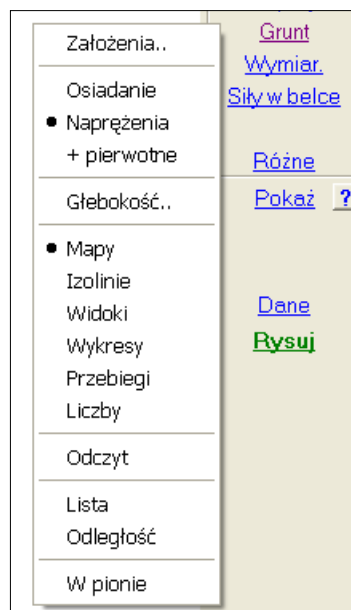 Założenia..
Osiadanie
Naprężenia
+ pierwotne
Głebokość..
Mapy
Izolinie
Widoki
Wykresy
Przebiegi
Liczby
Odczyt
Lista
Odległość
W pionie
Grunt
Wymiar.
Siły w belce
Różne
Pokaż ?
Dane
Rysuj